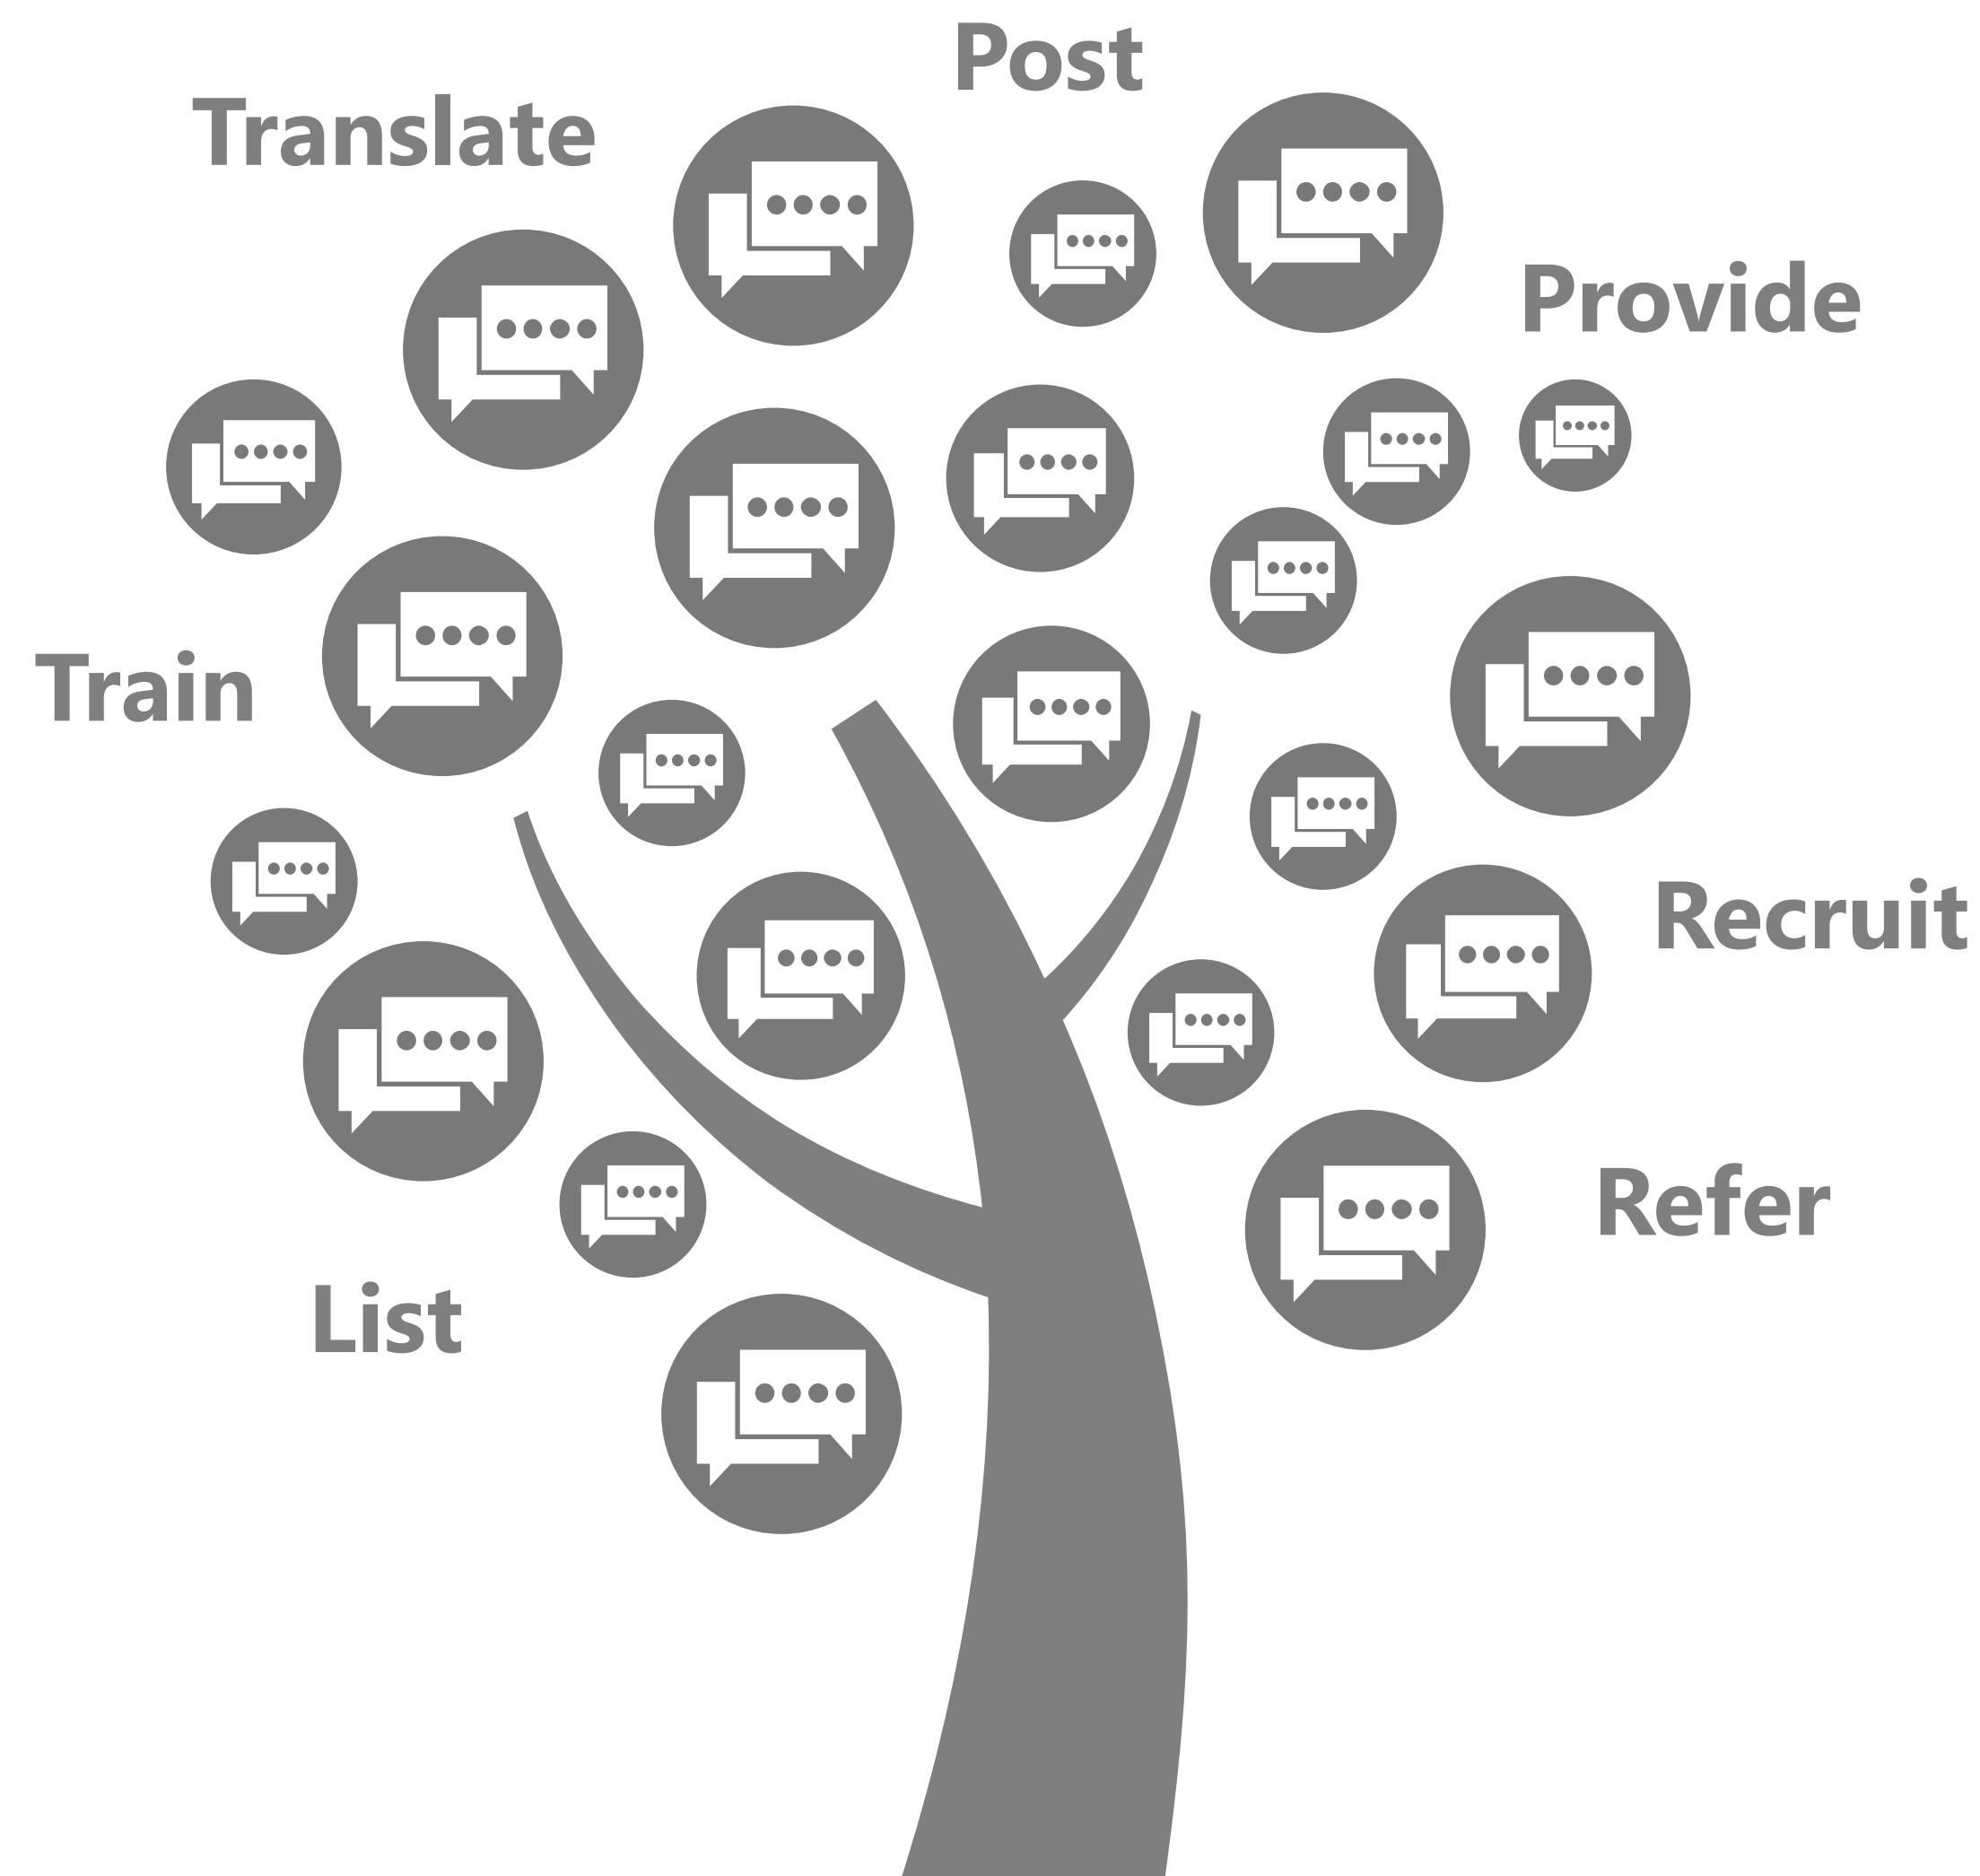 Post
Translate
Provide
Train
Recruit
Refer
List